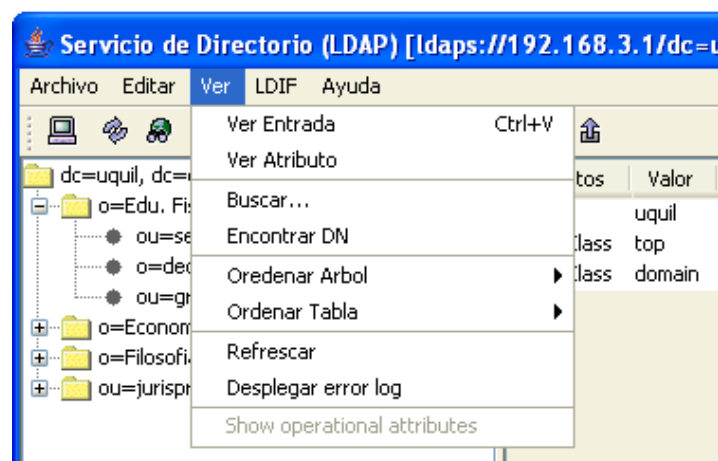 Servicio de Directorio (LDAP) [ldaps://192.168.3.1/dc=u
Archivo Editar Ver LDIF Ayuda
Ver Entrada Ctrl+V
Ver Atributo
Buscar...
Encontrar DN
Oredenar Arbol
Ordenar Tabla
Refrescar
Desplegar error log
Show operational attributes
dc=uquil, dc=
o=Edu. Fis
ou=se
o=dec
ou=gr
o=Econom
o=Filosofi
ou=jurispr
tos Valor
uquil
lass top
lass domain